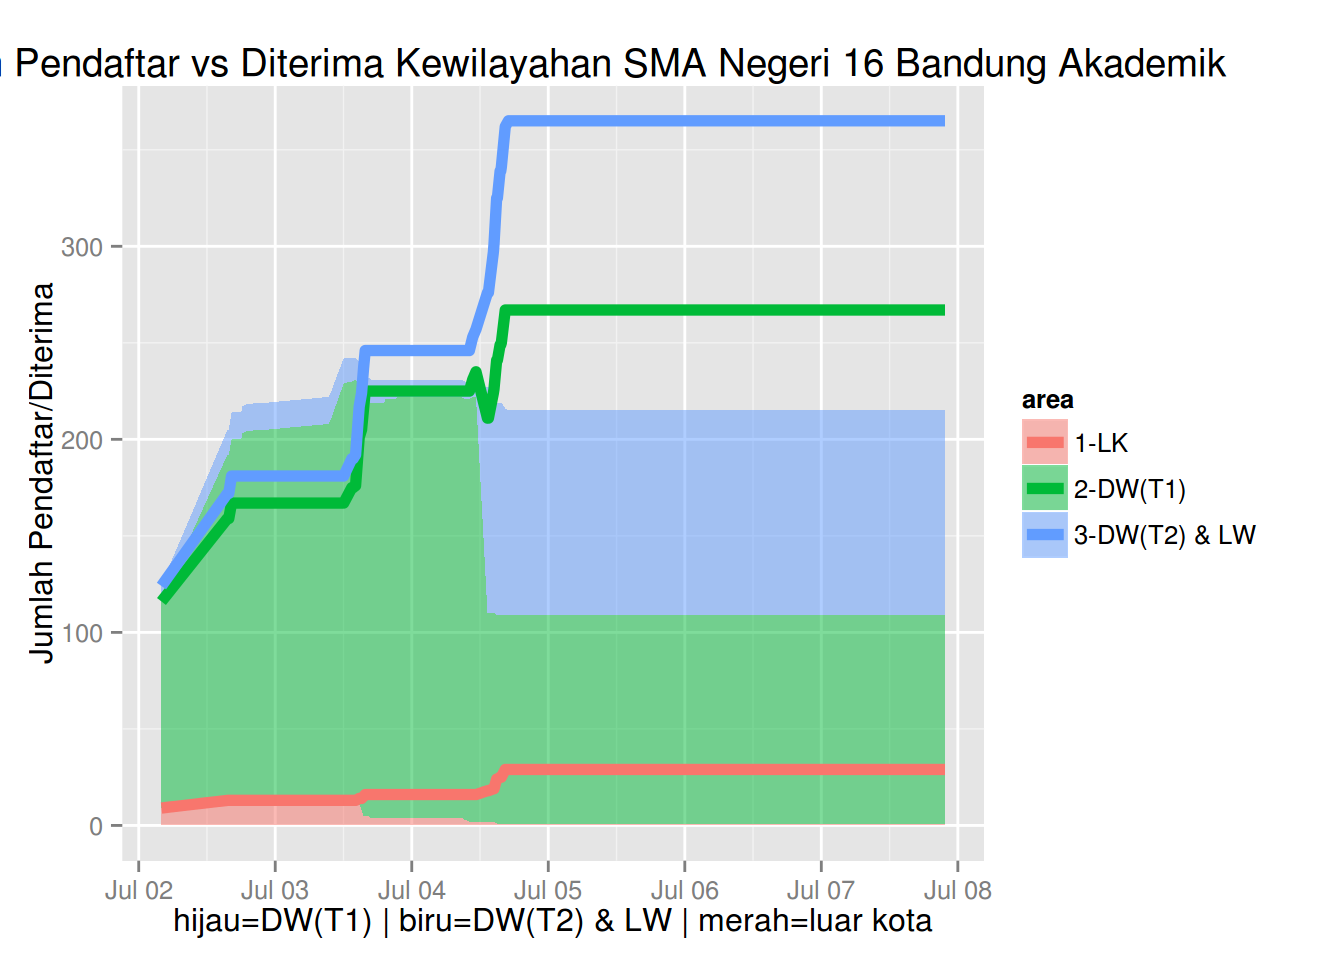 Pendaftar vs Diterima Kewilayahan SMA Negeri 16 Bandung Akademik
Jumlah Pendaftar/Diterima
300
200
100
0
Jul 02
Jul 03
Jul 04
Jul 05
Jul 06
Jul 07
Jul 08
hijau=DW(T1) | biru=DW(T2) & LW | merah=luar kota
area
1-LK
2-DW(T1)
3-DW(T2) & LW